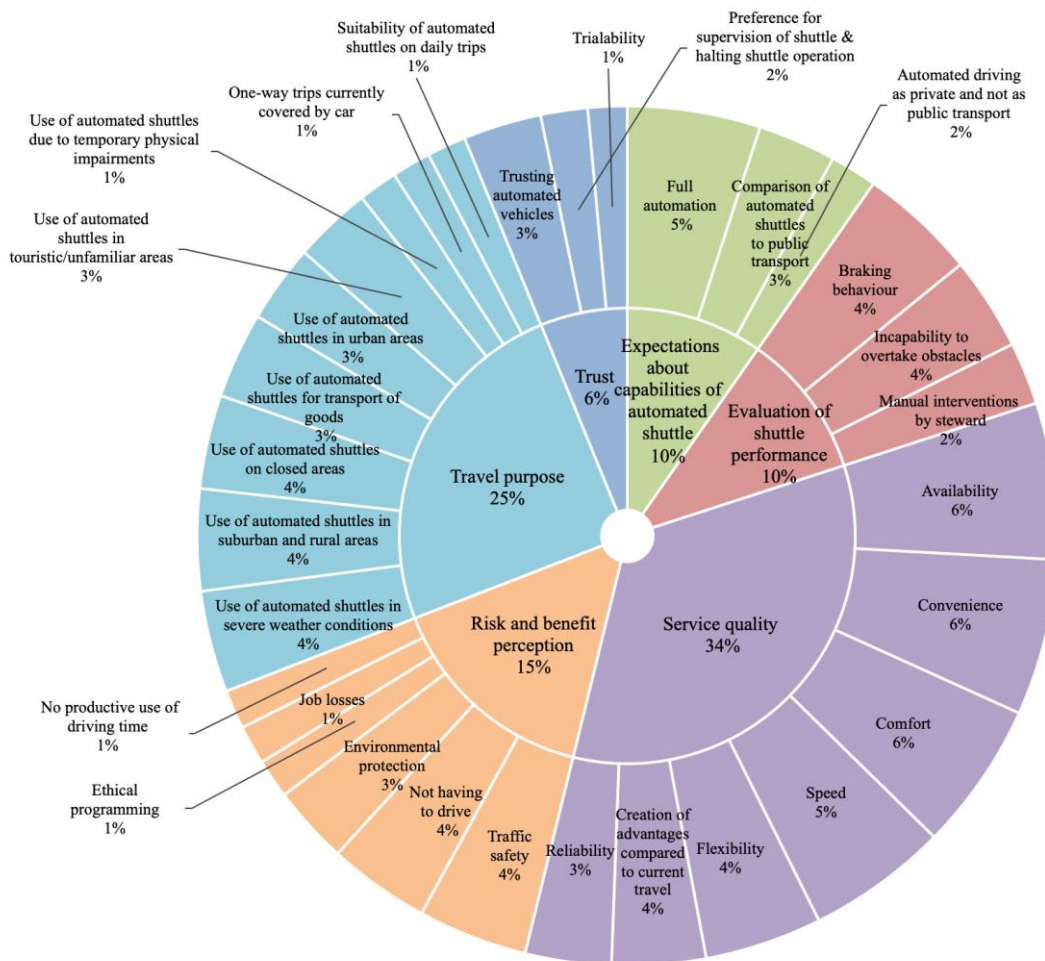 Suitability of automated
shuttles on daily trips
1%
Trialability
1%
Preference for
supervision of shuttle &
halting shuttle operation
2%
Automated driving
as private and not as
public transport
2%
One-way trips currently
covered by car
1%
Use of automated shuttles
due to temporary physical
impairments
1%
Use of automated
shuttles in
touristic/unfamiliar areas
3%
Trusting
automated
vehicles
3%
Full
automation
5%
Comparison of
automated
shuttles
to public
transport
3%
Braking
behaviour
4%
Incapability to
overtake obstacles
4%
Manual interventions
by steward
2%
Use of automated
shuttles in urban areas
3%
Use of automated
shuttles for transport of
goods
3%
Use of automated shuttles
on closed areas
4%
Use of automated shuttles in
suburban and rural areas
4%
Use of automated shuttles in
severe weather conditions
4%
Trust
6%
Expectations
about
capabilities of
automated
shuttle
10%
Evaluation of
shuttle
performance
10%
Travel purpose
25%
Risk and benefit
perception
15%
Service quality
34%
Availability
6%
Convenience
6%
Comfort
6%
Speed
5%
Flexibility
4%
Creation of
advantages
compared
to current
travel
4%
Reliability
3%
Traffic
safety
4%
Not having
to drive
4%
Environmental
protection
3%
Job losses
1%
No productive use of
driving time
1%
Ethical
programming
1%